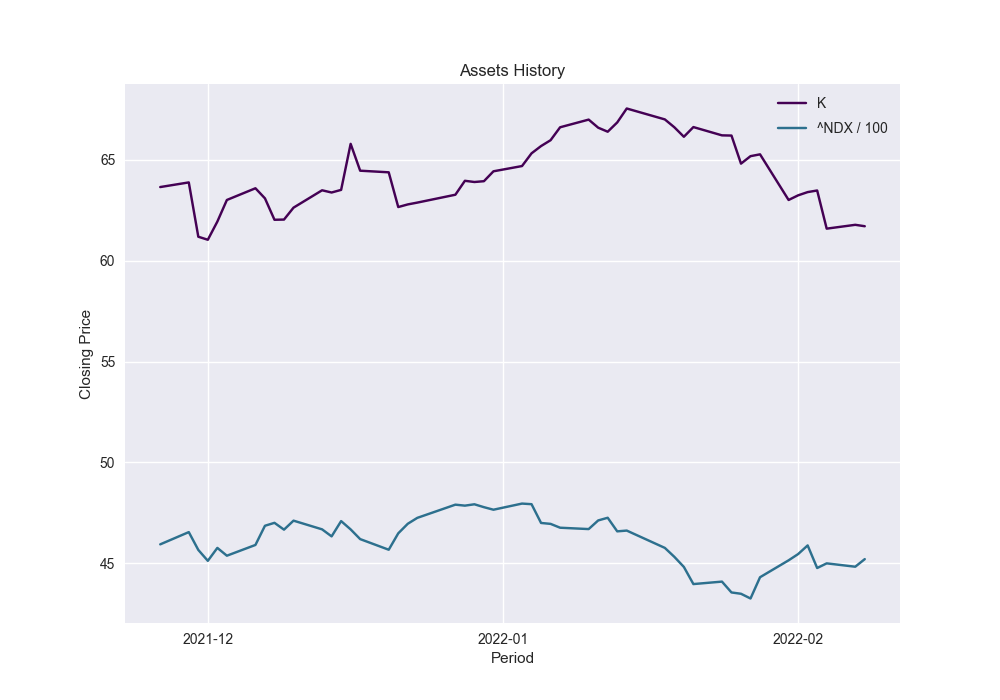 Assets History
K
^NDX / 100
Closing Price
65
60
55
50
45
2021-12
2022-01
2022-02
Period